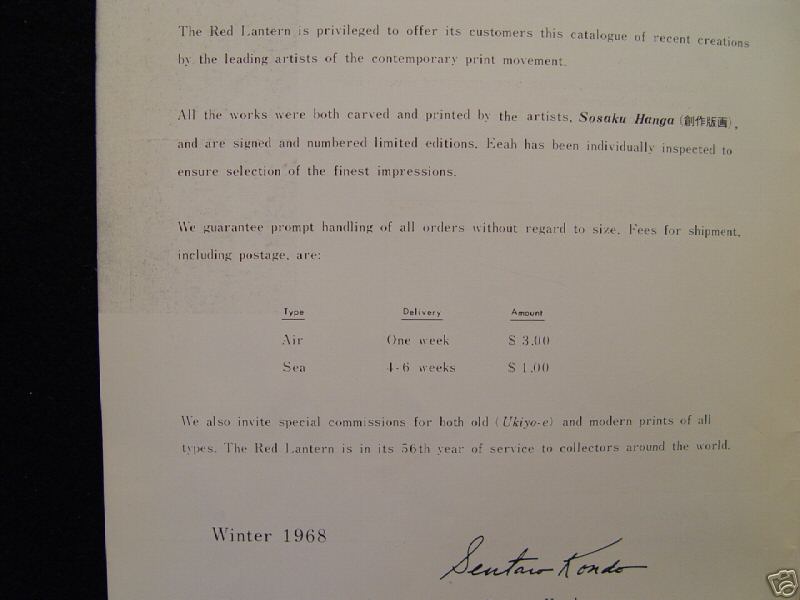 The Red Lantern is privileged to offer its customers this catalogue of recent creations
by the leading artists of the contemporary print movement.
All the works were both carved and printed by the artists, Sosaku Hanga (創作版画),
and are signed and numbered limited editions. Eeah has been individually inspected to
ensure selection of the finest impressions.
We guarantee prompt handling of all orders without regard to size. Fees for shipment,
including postage, are:
Type Delivery Amount
Air One week $ 3.00
Sea 4-6 weeks $ 1.00
We also invite special commissions for both old (Ukiyo-e) and modern prints of all
types. The Red Lantern is in its 56th year of service to collectors around the world.
Winter 1968
Sentaro Kondo